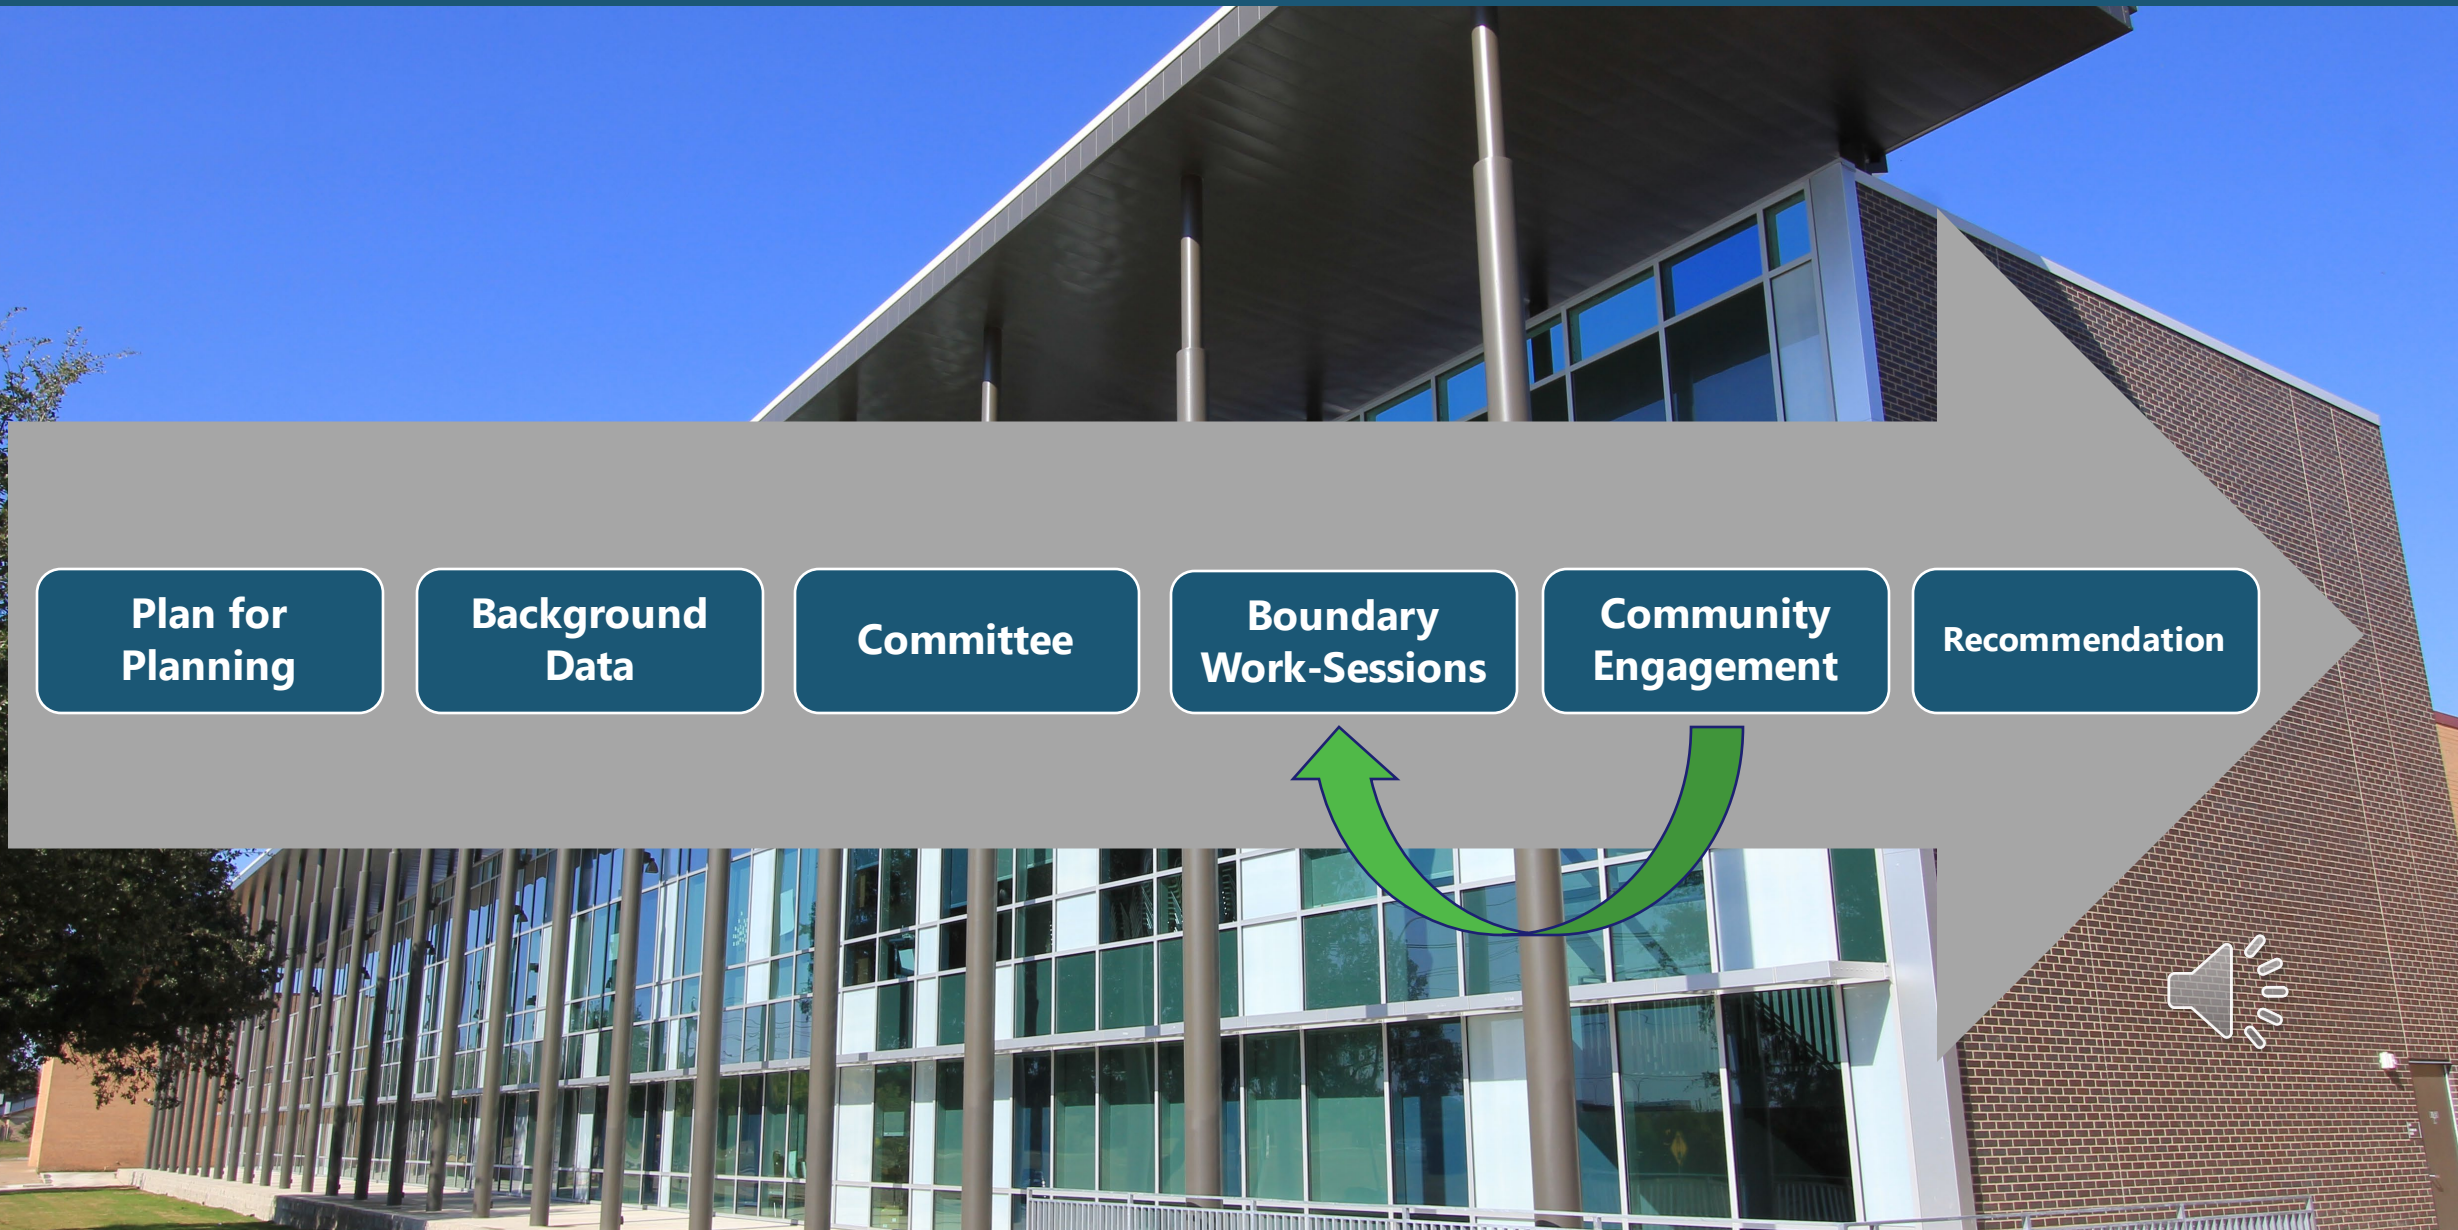 Plan for
Planning
Background
Data
Committee
Boundary
Work-Sessions
Community
Engagement
Recommendation